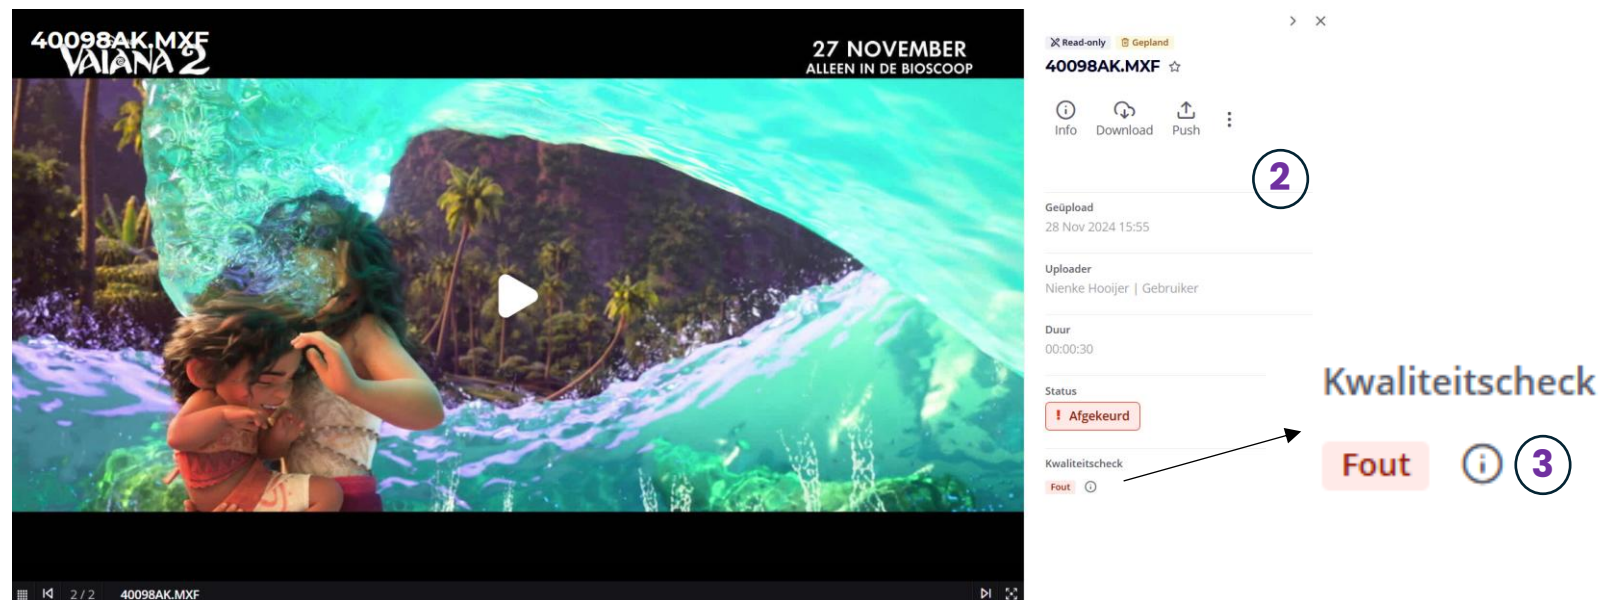 40098AK.MXF
VAIANA 2
27 NOVEMBER
ALLEEN IN DE BIOSCOOP
2 / 2
40098AK.MXF
Read-only
Gepland
40098AK.MXF
Info
Download
Push
2
Geüpload
28 Nov 2024 15:55
Uploader
Nienke Hooijer | Gebruiker
Duur
00:00:30
Status
! Afgekeurd
Kwaliteitscheck
Fout
Kwaliteitscheck
Fout
3